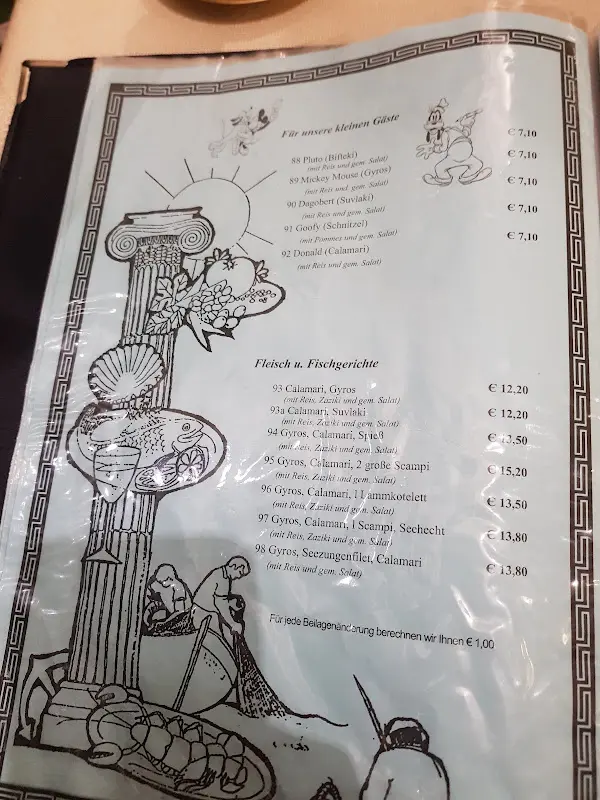 Für unsere kleinen Gäste
88 Pluto (Bifteki) € 7,10
(mit Reis und gem. Salat)
89 Mickey Mouse (Gyros) € 7,10
(mit Reis und gem. Salat)
90 Dagobert (Suvlaki) € 7,10
(mit Reis und gem. Salat)
91 Goofy (Schnitzel) € 7,10
(mit Pommes und gem. Salat)
92 Donald (Calamari) € 7,10
(mit Reis und gem. Salat)
Fleisch u. Fischgerichte
93 Calamari, Gyros € 12,20
(mit Reis, Zaziki und gem. Salat)
93a Calamari, Suvlaki € 12,20
(mit Reis, Zaziki und gem. Salat)
94 Gyros, Calamari, Spieß
(mit Reis, Zaziki und gem. Salat)
95 Gyros, Calamari, 2 große Scampi € 15,20
(mit Reis, Zaziki und gem. Salat)
96 Gyros, Calamari, 1 Lammkotelett € 13,50
(mit Reis, Zaziki und gem. Salat)
97 Gyros, Calamari, 1 Scampi, Seehecht € 13,80
(mit Reis, Zaziki und gem. Salat)
98 Gyros, Seezungenfilet, Calamari € 13,80
(mit Reis und gem. Salat)
Für jede Beilagenänderung berechnen wir Ihnen € 1,00